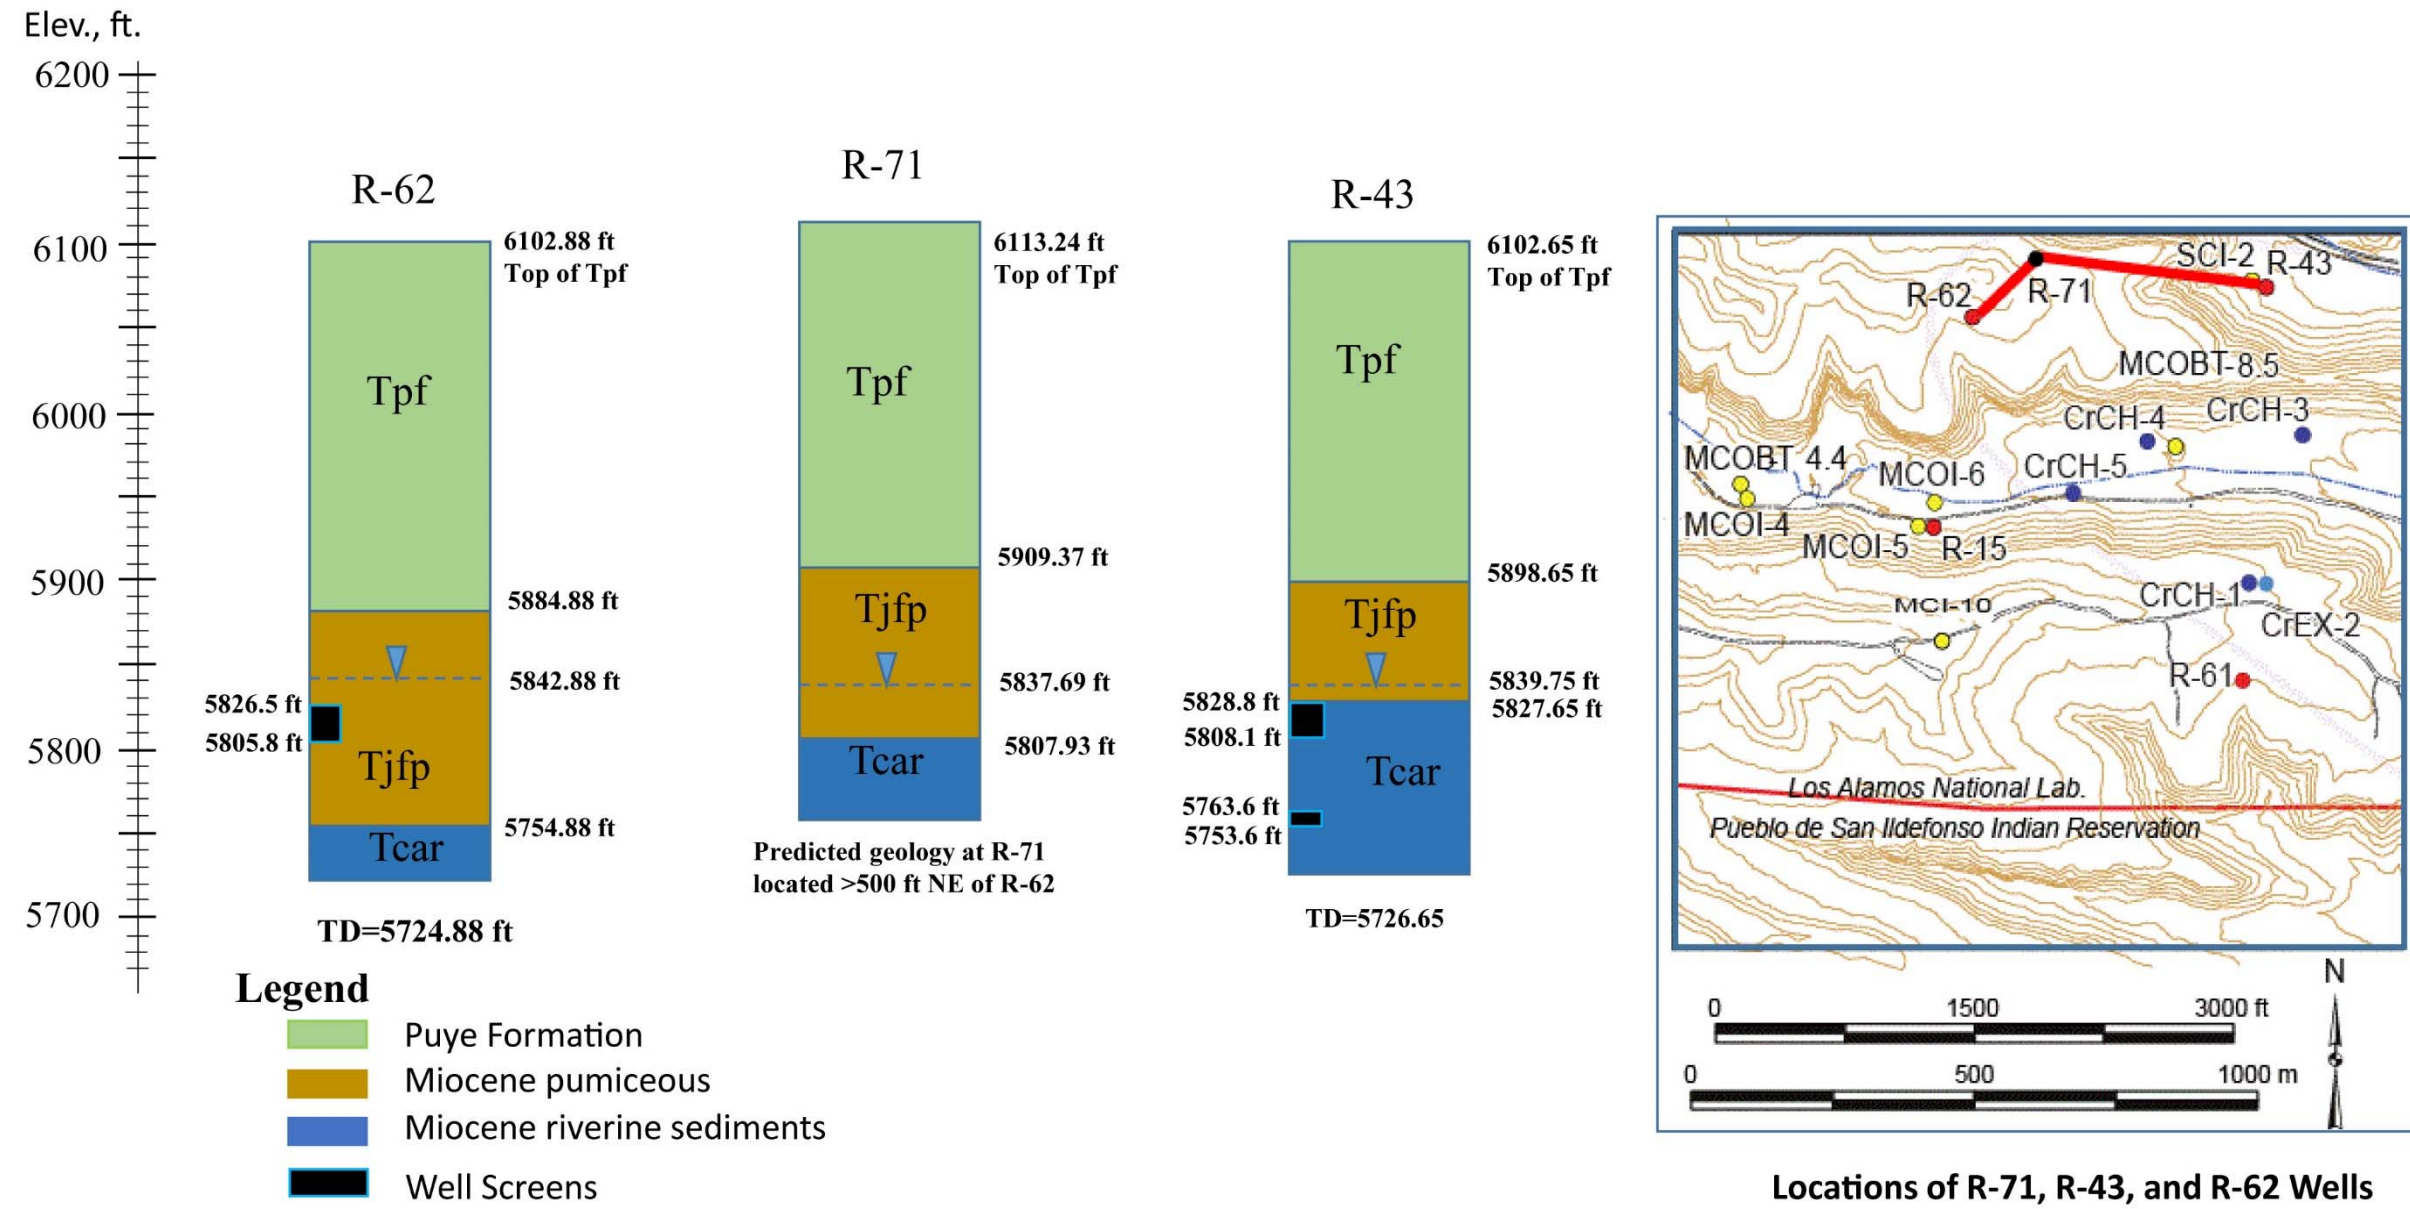 Elev., ft.
6200
6100
6000
5900
5800
5700
R-62
6102.88 ft
Top of Tpf
Tpf
5884.88 ft
5842.88 ft
5826.5 ft
5805.8 ft
Tjfp
5754.88 ft
Tcar
TD=5724.88 ft
R-71
6113.24 ft
Top of Tpf
Tpf
5909.37 ft
Tjfp
5837.69 ft
5807.93 ft
Tcar
Predicted geology at R-71
located >500 ft NE of R-62
R-43
6102.65 ft
Top of Tpf
Tpf
5898.65 ft
Tjfp
5839.75 ft
5828.8 ft
5827.65 ft
5808.1 ft
Tcar
5763.6 ft
5753.6 ft
TD=5726.65
Legend
Puye Formation
Miocene pumiceous
Miocene riverine sediments
Well Screens
SCI-2
R-43
R-62
R-71
MCOBT-8.5
CrCH-4
CrCH-3
MCOBT 4.4
MCOI-6
CrCH-5
MCOI-4
MCOI-5
R-15
CrCH-1
MCI-10
CrEX-2
R-61
Los Alamos National Lab.
Pueblo de San Ildefonso Indian Reservation
N
0 1500 3000 ft
0 500 1000 m
Locations of R-71, R-43, and R-62 Wells